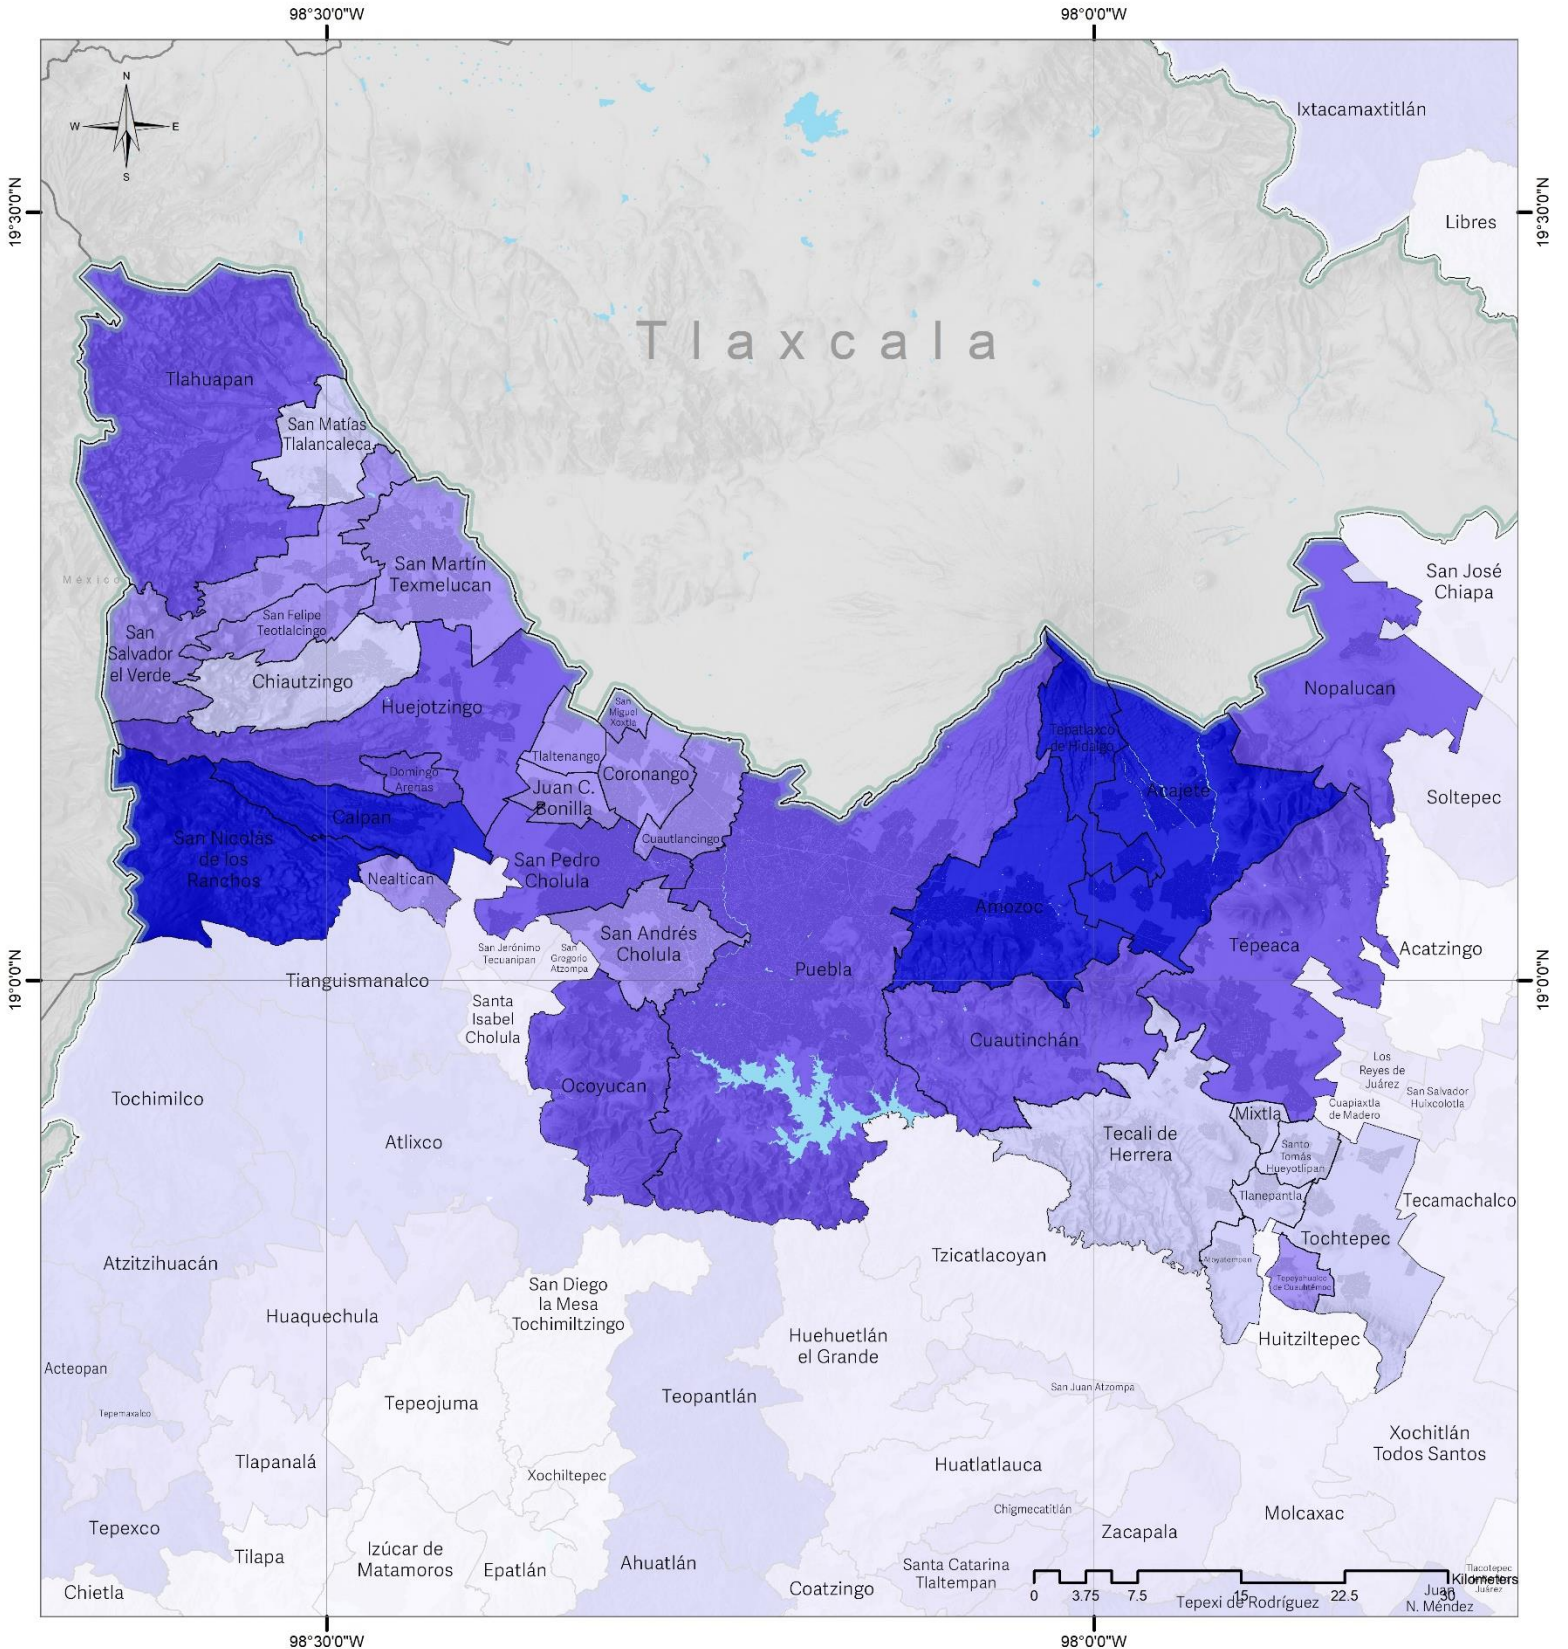 98°30'0"W
98°0'0"W
N
W
E
S
Ixtacamaxtitlán
19°30'0"N
19°30'0"N
Libres
Tlaxcala
Tlahuapan
San Matías
Tlalancaleca
México
San Martín
Texmelucan
San José
Chiapa
San Felipe
Teotlalcingo
San
Salvador
el Verde
Chiautzingo
Huejotzingo
Nopalucan
San
Miguel
Xoxtla
Tepatlaxco
de Hidalgo
Tlaltenango
Coronango
Domingo
Arenas
Juan C.
Bonilla
Acajete
Soltepec
Calpan
Cuautlancingo
San Nicolás
de los
Ranchos
San Pedro
Cholula
Nealtican
Amozoc
San Andrés
Cholula
Tepeaca
Acatzingo
San Jerónimo
Tecuanipan
San
Gregorio
Atzompa
Puebla
19°0'0"N
19°0'0"N
Tianguismanalco
Santa
Isabel
Cholula
Cuautinchán
Los
Reyes de
Juárez
Ocoyucan
Tochimilco
San Salvador
Huixcolotla
Cuapiaxtla
de Madero
Mixtla
Atlixco
Tecali de
Herrera
Santo
Tomás
Hueyotlipan
Tlanepantla
Tecamachalco
Tochtepec
Atzitzihuacán
Tzicatlacoyan
Atoyatempan
Tepeyahualco
de Cuauhtémoc
San Diego
la Mesa
Tochimiltzingo
Huaquechula
Huehuetlán
el Grande
Huitziltepec
Acteopan
San Juan Atzompa
Teopantlán
Tepeojuma
Tepemaxalco
Xochitlán
Todos Santos
Tlapanalá
Xochiltepec
Huatlatlauca
Chigmecatitlán
Molcaxac
Tepexco
Zacapala
Izúcar de
Matamoros
Tilapa
Epatlán
Ahuatlán
Santa Catarina
Tlaltempan
Coatzingo
Chietla
Kilometers
0
3.75
7.5
15
22.5
30
Tlacotepec
Juárez
Tepexi de Rodríguez
Juan
N. Méndez
98°30'0"W
98°0'0"W